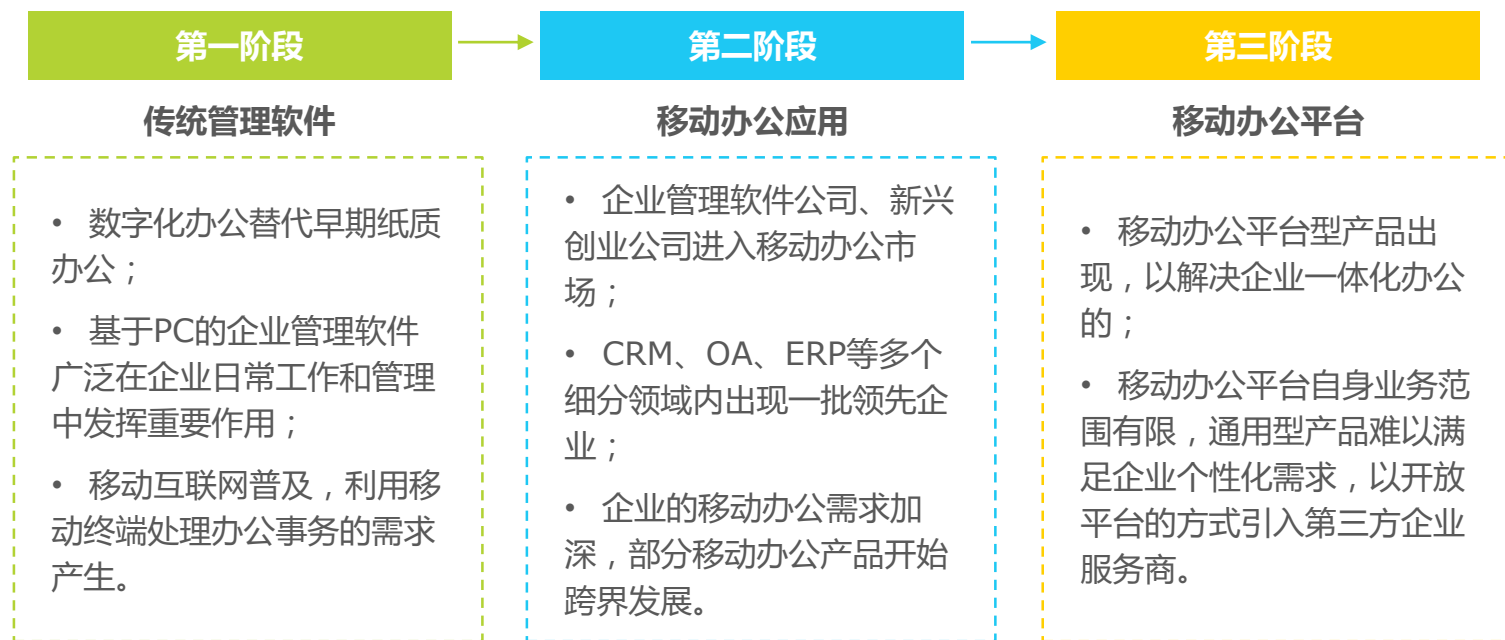 第一阶段
第二阶段
第三阶段
传统管理软件
移动办公应用
移动办公平台
• 数字化办公替代早期纸质
办公；
• 基于PC的企业管理软件
广泛在企业日常工作和管理
中发挥重要作用；
• 移动互联网普及，利用移
动终端处理办公事务的需求
产生。
• 企业管理软件公司、新兴
创业公司进入移动办公市
场；
• CRM、OA、ERP等多个
细分领域内出现一批领先企
业；
• 企业的移动办公需求加
深，部分移动办公产品开始
跨界发展。
• 移动办公平台型产品出
现，以解决企业一体化办公
的；
• 移动办公平台自身业务范
围有限，通用型产品难以满
足企业个性化需求，以开放
平台的方式引入第三方企业
服务商。